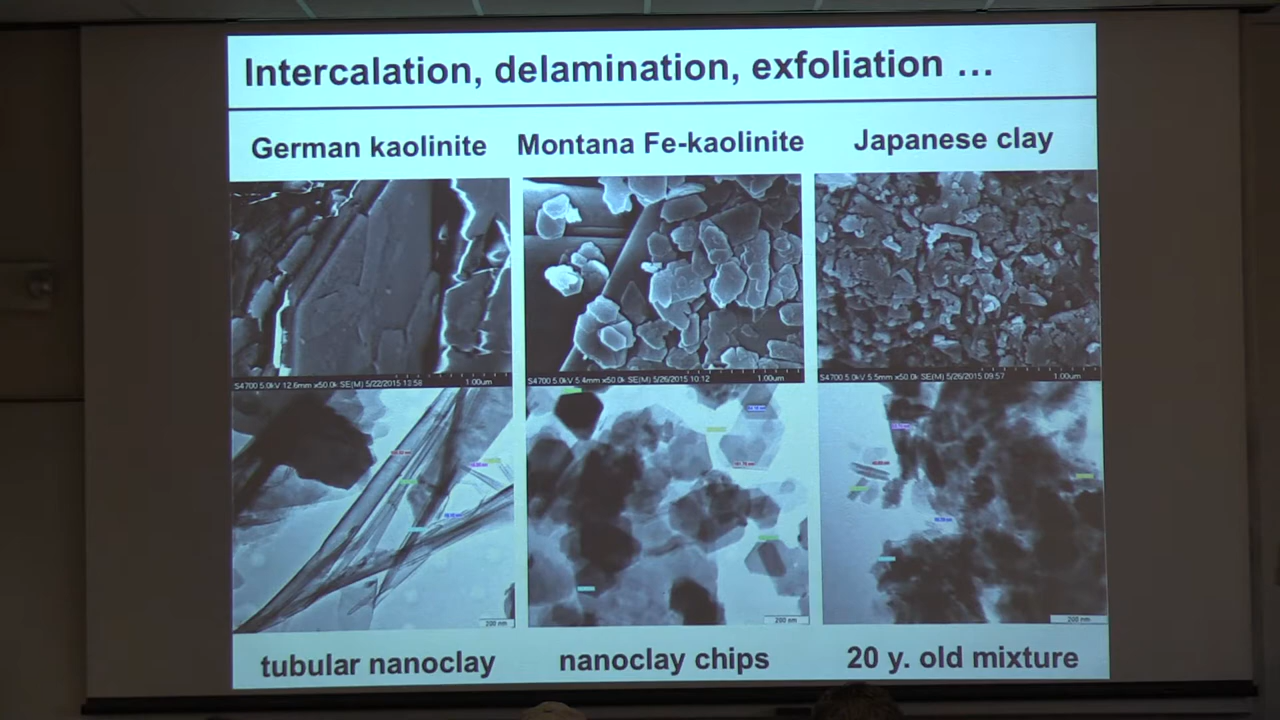 Intercalation, delamination, exfoliation …
German kaolinite
Montana Fe-kaolinite
Japanese clay
S4700 5.0kV 12.6mm x50.0k SE(M) 5/22/2015 13:58 1.00um
S4700 5.0kV 5.4mm x50.0k SE(M) 5/26/2015 10:12 1.00um
S4700 5.0kV 5.5mm x50.0k SE(M) 5/26/2015 09:57 1.00um
200 nm
200 nm
200 nm
tubular nanoclay
nanoclay chips
20 y. old mixture